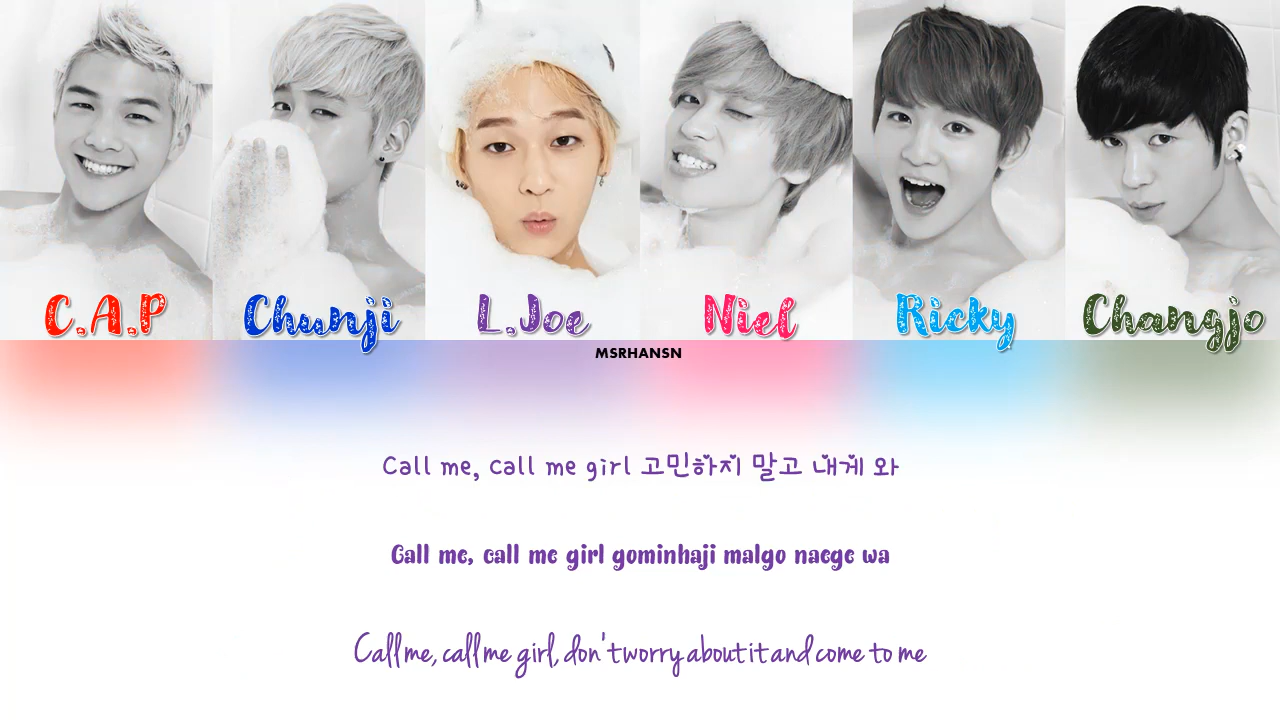 C.A.P Chunji L.Joe Niel Ricky Changjo
MSRHANSN
Call me, call me girl 고민하지 말고 내게 와
Call me, call me girl gominhaji malgo naege wa
Call me, call me girl, don't worry about it and come to me